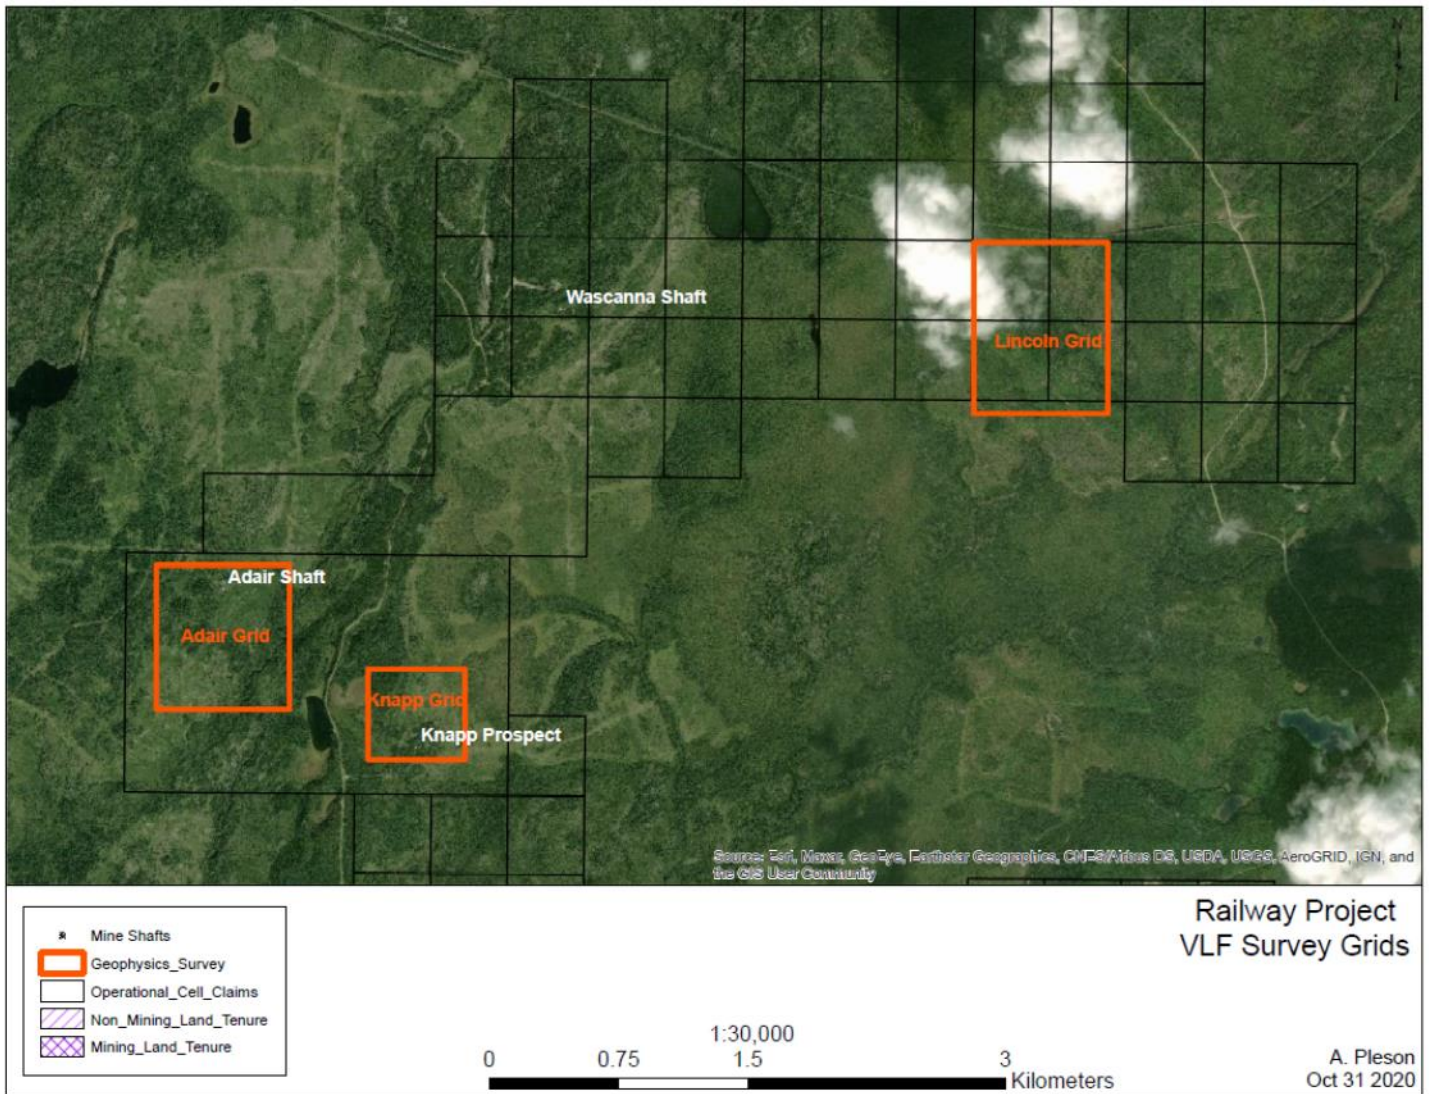 N
Wascanna Shaft
Lincoln Grid
Adair Shaft
Adair Grid
Knapp Grid
Knapp Prospect
Source: Esri, Maxar, GeoEye, Earthstar Geographics, CNES/Airbus DS, USDA, USGS, AeroGRID, IGN, and
the GIS User Community
Railway Project
VLF Survey Grids
Mine Shafts
Geophysics_Survey
Operational_Cell_Claims
Non_Mining_Land_Tenure
Mining_Land_Tenure
1:30,000
0 0.75 1.5 3
Kilometers
A. Pleson
Oct 31 2020